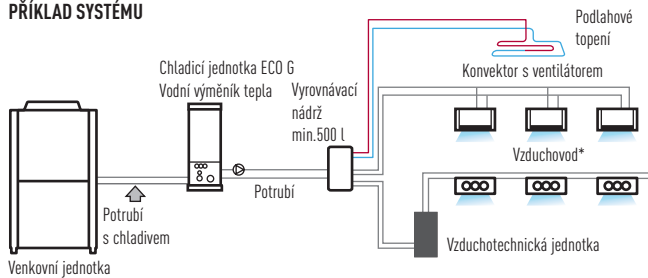 PŘÍKLAD SYSTÉMU
Podlahové
topení
Chladicí jednotka ECO G
Vodní výměník tepla
Vyrovnávací
nádrž
min.500 l
Konvektor s ventilátorem
Vzduchovod*
Potrubí
Potrubí
s chladivem
Vzduchotechnická jednotka
Venkovní jednotka